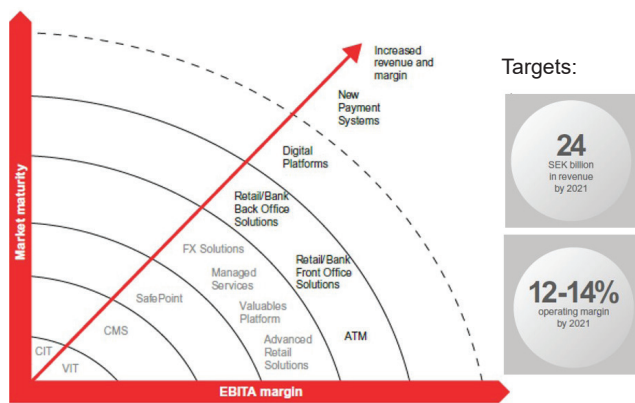 Increased
revenue and
margin
Targets:
New
Payment
Systems
Digital
Platforms
Retail/Bank
Back Office
Solutions
FX Solutions
Retail/Bank
Front Office
Solutions
Managed
Services
SafePoint
Valuables
Platform
CMS
ATM
Advanced
Retail
Solutions
CIT
VIT
Market maturity
EBITA margin
24
SEK billion
in revenue
by 2021
12-14%
operating margin
by 2021